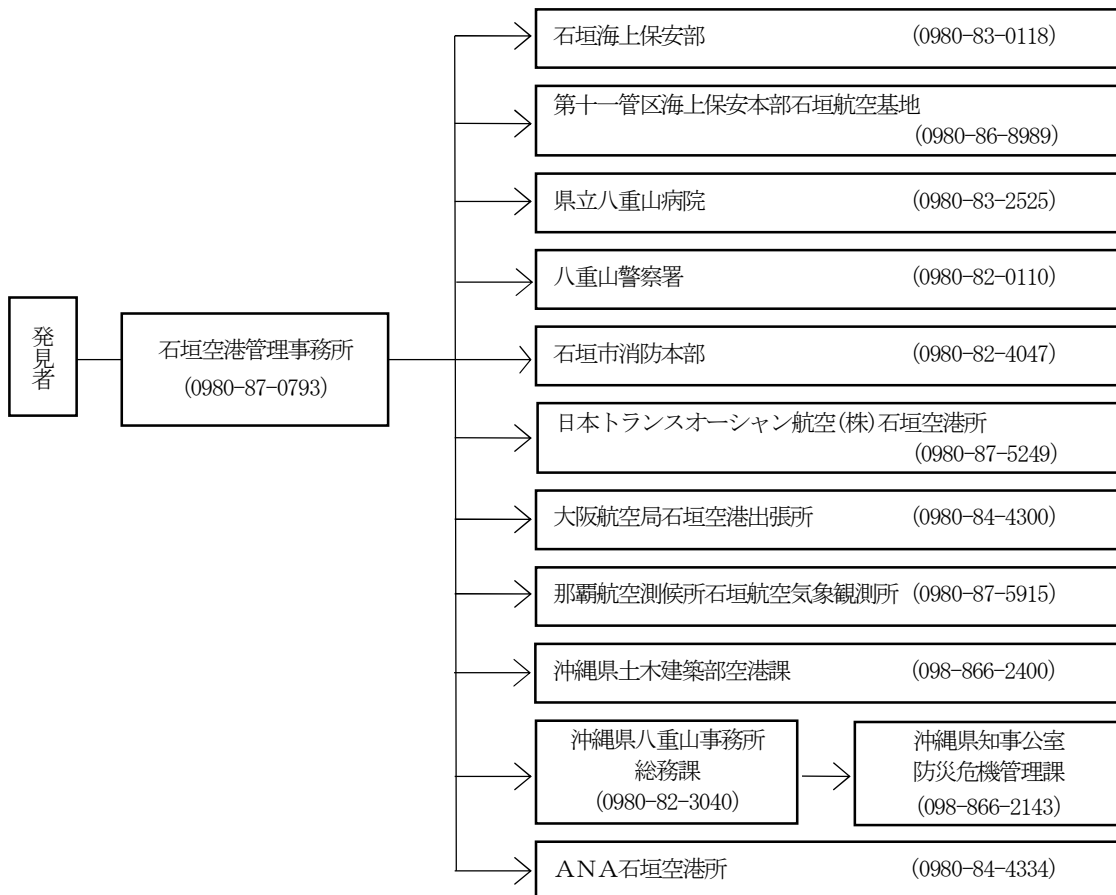 石垣海上保安部 (0980-83-0118)
第十一管区海上保安本部石垣航空基地
(0980-86-8989)
県立八重山病院 (0980-83-2525)
八重山警察署 (0980-82-0110)
発見者
石垣空港管理事務所
(0980-87-0793)
石垣市消防本部 (0980-82-4047)
日本トランスオーシャン航空(株)石垣空港所
(0980-87-5249)
大阪航空局石垣空港出張所 (0980-84-4300)
那覇航空測候所石垣航空気象観測所 (0980-87-5915)
沖縄県土木建築部空港課 (098-866-2400)
沖縄県八重山事務所
総務課
(0980-82-3040)
沖縄県知事公室
防災危機管理課
(098-866-2143)
ANA石垣空港所 (0980-84-4334)